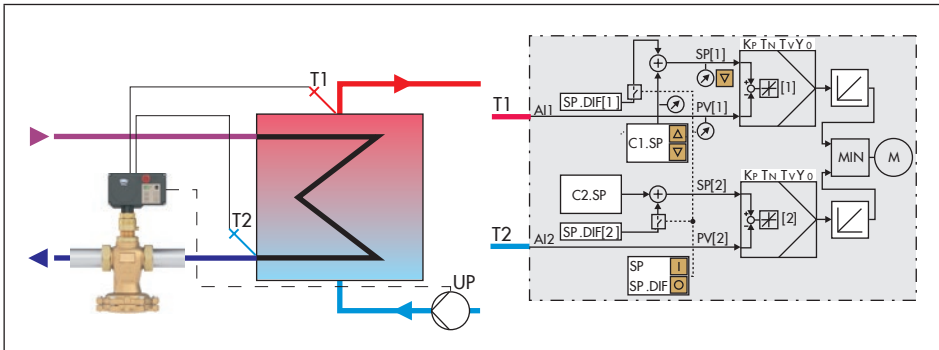 T1
T2
UP
T1
T2
AI1
AI2
SP.DIF[1]
SP[1]
PV[1]
C1.SP
C2.SP
SP.DIF[2]
SP[2]
PV[2]
SP
SP.DIF
I
O
KP TN TV Y0
[1]
KP TN TV Y0
[2]
MIN
M